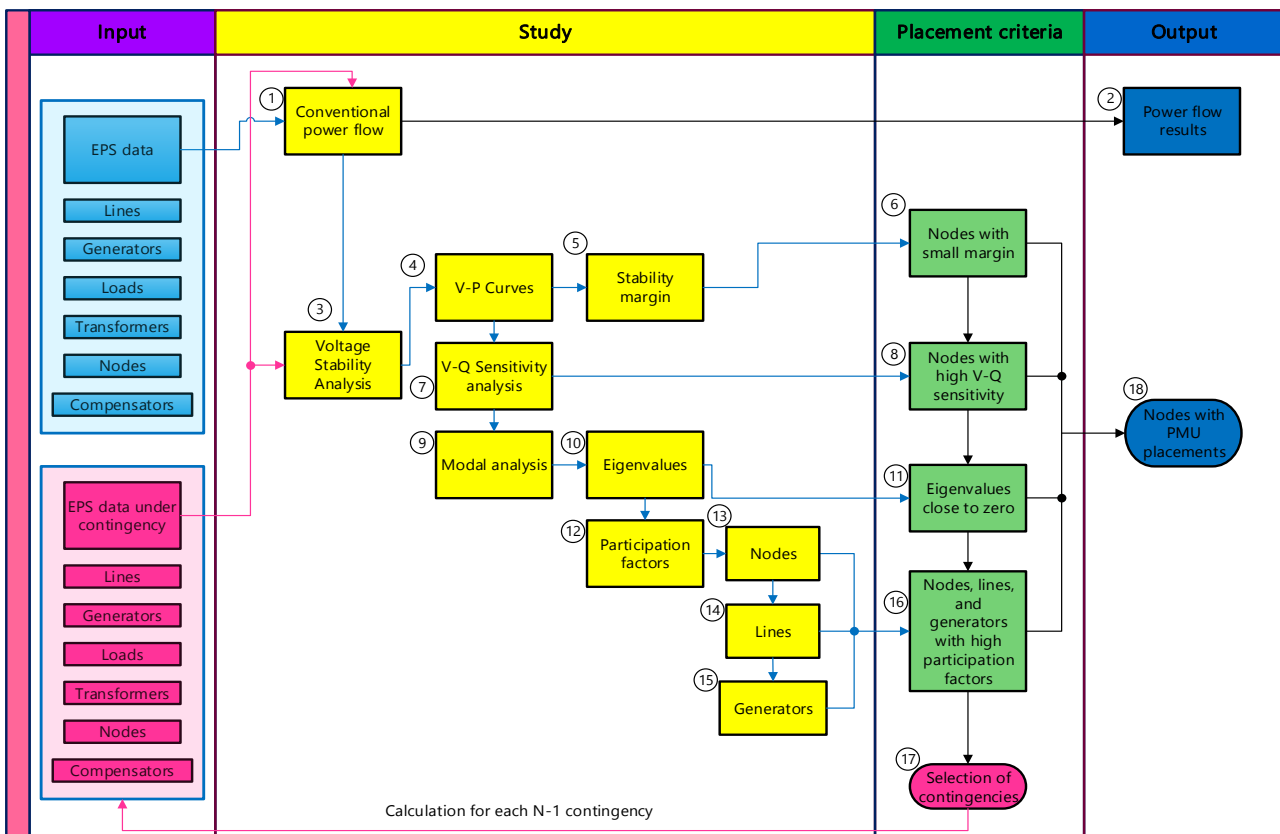 Input
Study
Placement criteria
Output
EPS data
Lines
Generators
Loads
Transformers
Nodes
Compensators
EPS data under
contingency
Lines
Generators
Loads
Transformers
Nodes
Compensators
1
Conventional
power flow
2
Power flow
results
3
Voltage
Stability
Analysis
4
V-P Curves
5
Stability
margin
6
Nodes with
small margin
7
V-Q Sensitivity
analysis
8
Nodes with
high V-Q
sensitivity
9
Modal analysis
10
Eigenvalues
11
Eigenvalues
close to zero
12
Participation
factors
13
Nodes
14
Lines
15
Generators
16
Nodes, lines,
and
generators
with high
participation
factors
17
Selection of
contingencies
18
Nodes with
PMU
placements
Calculation for each N-1 contingency